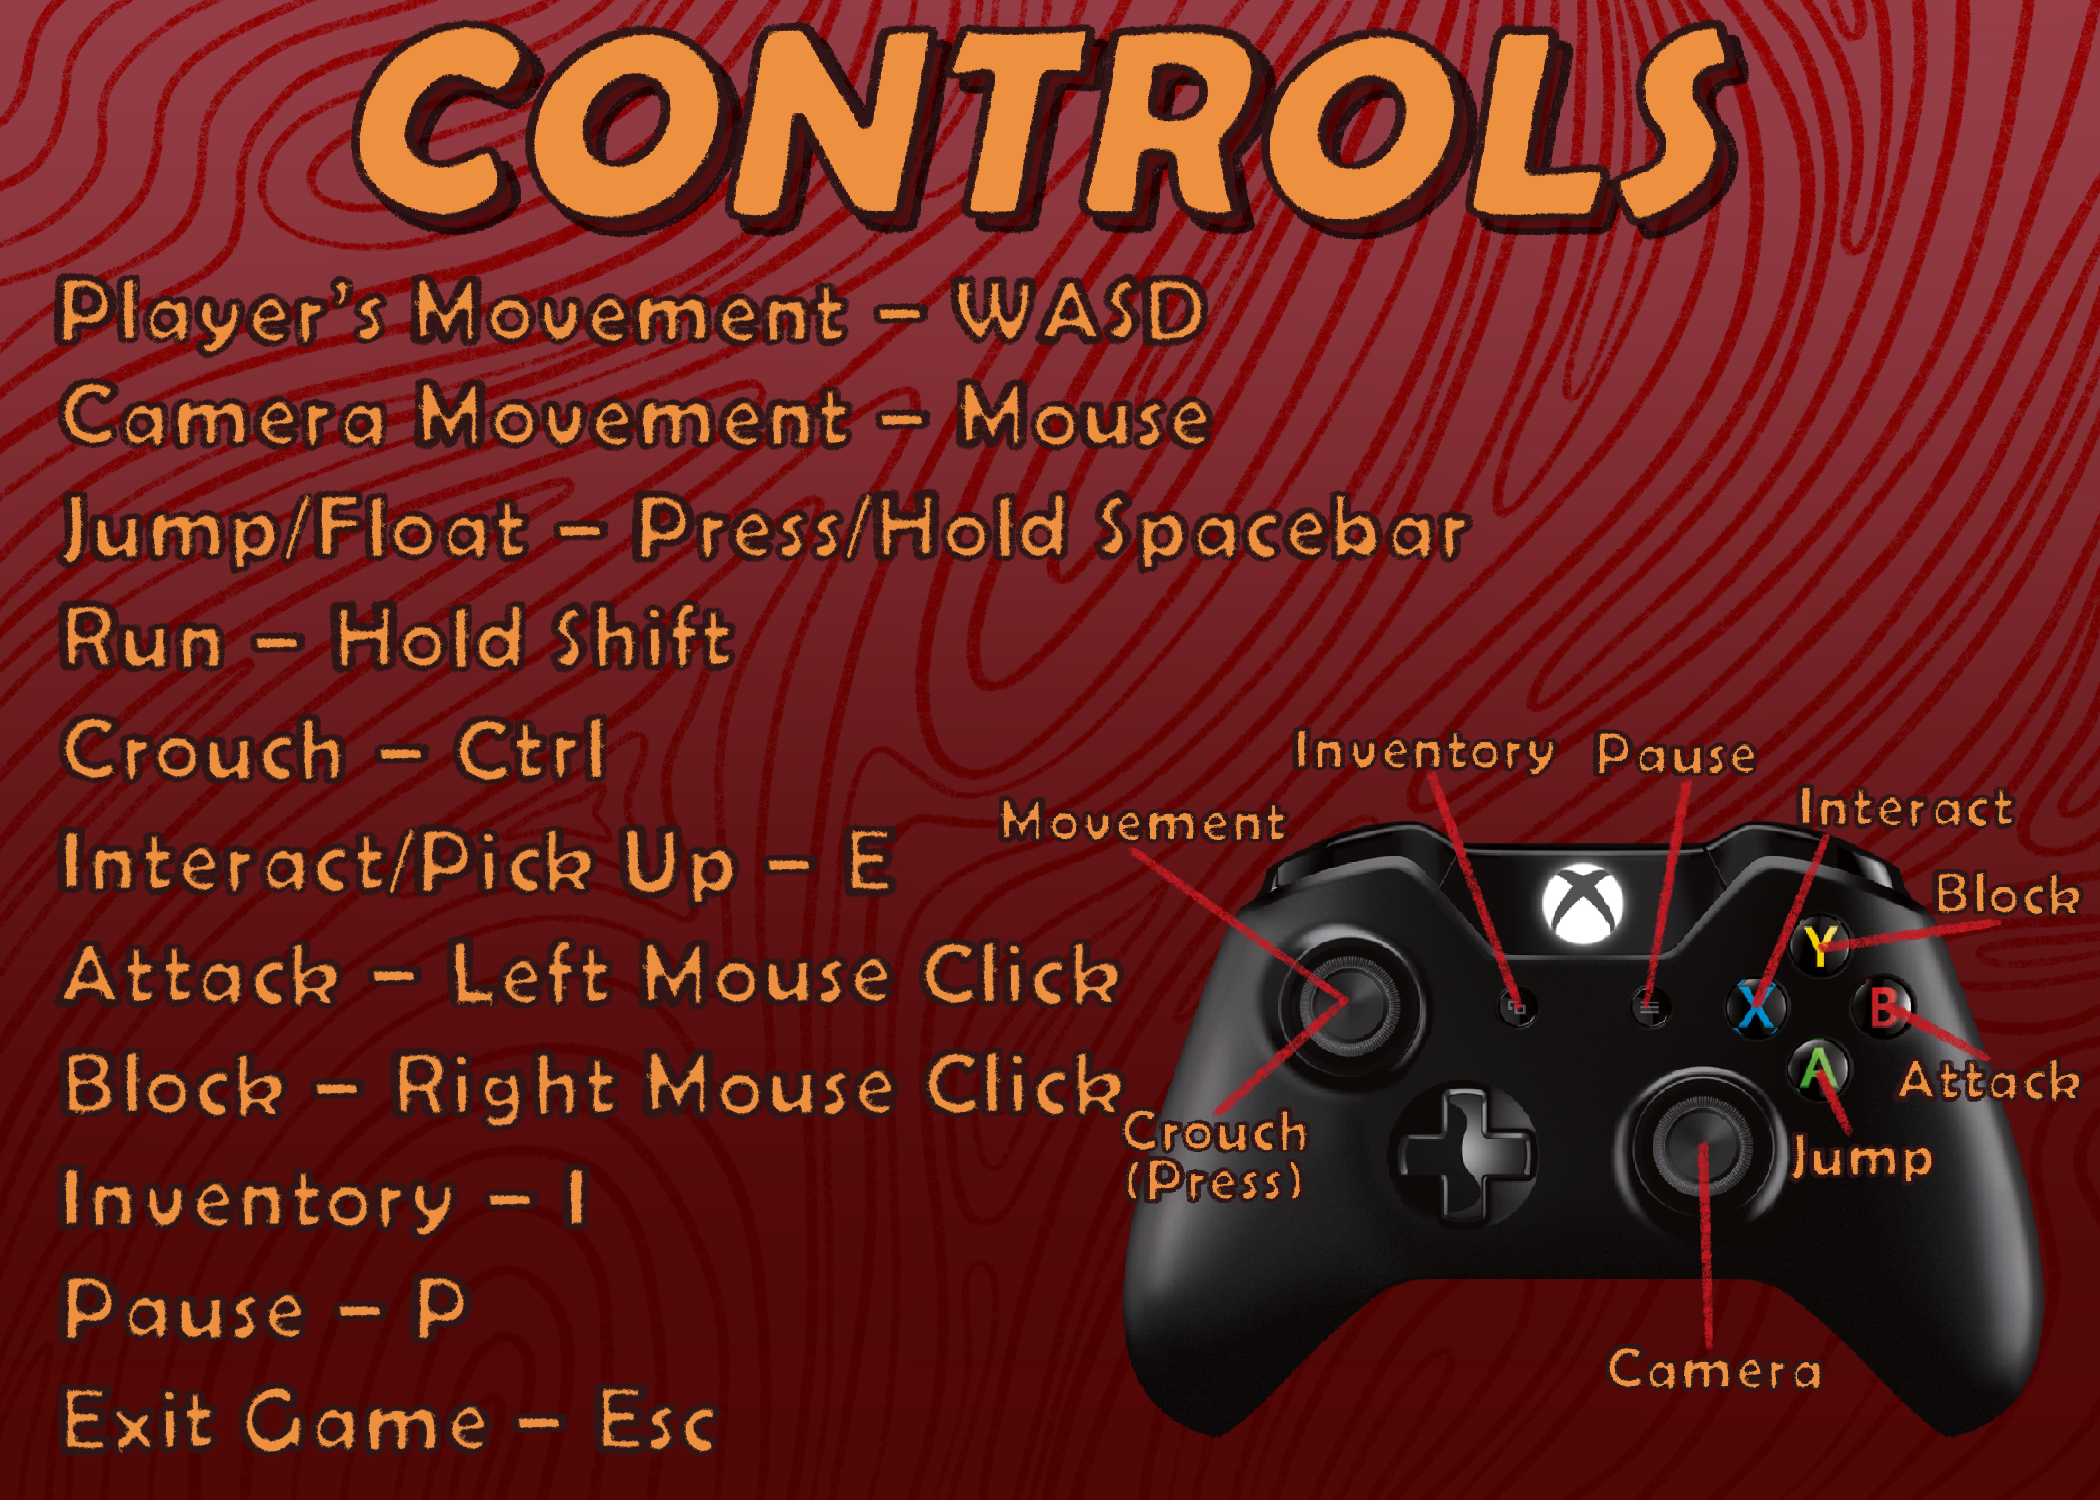 CONTROLS
Player's Movement – WASD
Camera Movement – Mouse
Jump/Float – Press/Hold Spacebar
Run – Hold Shift
Crouch – Ctrl
Interact/Pick Up – E
Attack – Left Mouse Click
Block – Right Mouse Click
Inventory – I
Pause – P
Exit Game – Esc
Inventory
Pause
Movement
Interact
Block
Y
X
B
A
Attack
Crouch
(Press)
Jump
Camera